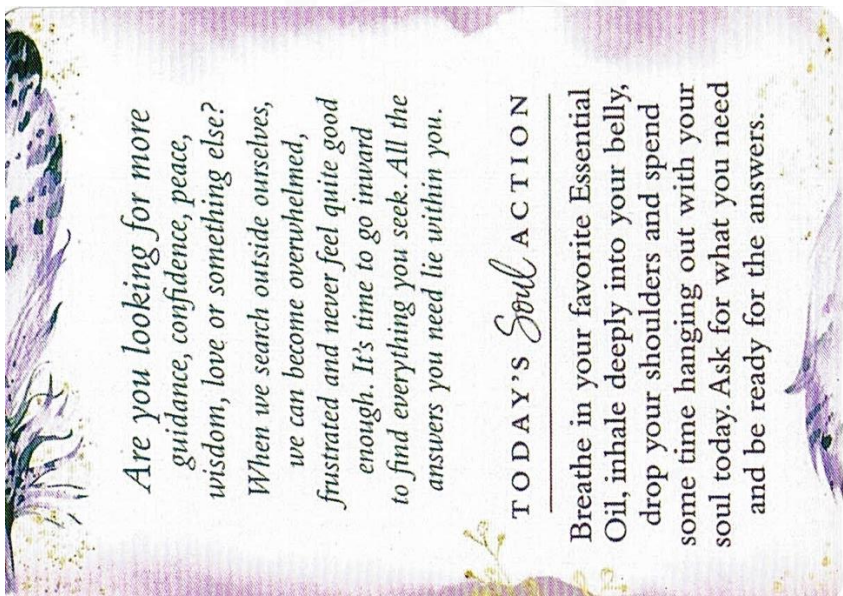 Are you looking for more
guidance, confidence, peace,
wisdom, love or something else?
When we search outside ourselves,
we can become overwhelmed,
frustrated and never feel quite good
enough. It's time to go inward
to find everything you seek. All the
answers you need lie within you.
TODAY'S Soul ACTION
Breathe in your favorite Essential
Oil, inhale deeply into your belly,
drop your shoulders and spend
some time hanging out with your
soul today. Ask for what you need
and be ready for the answers.